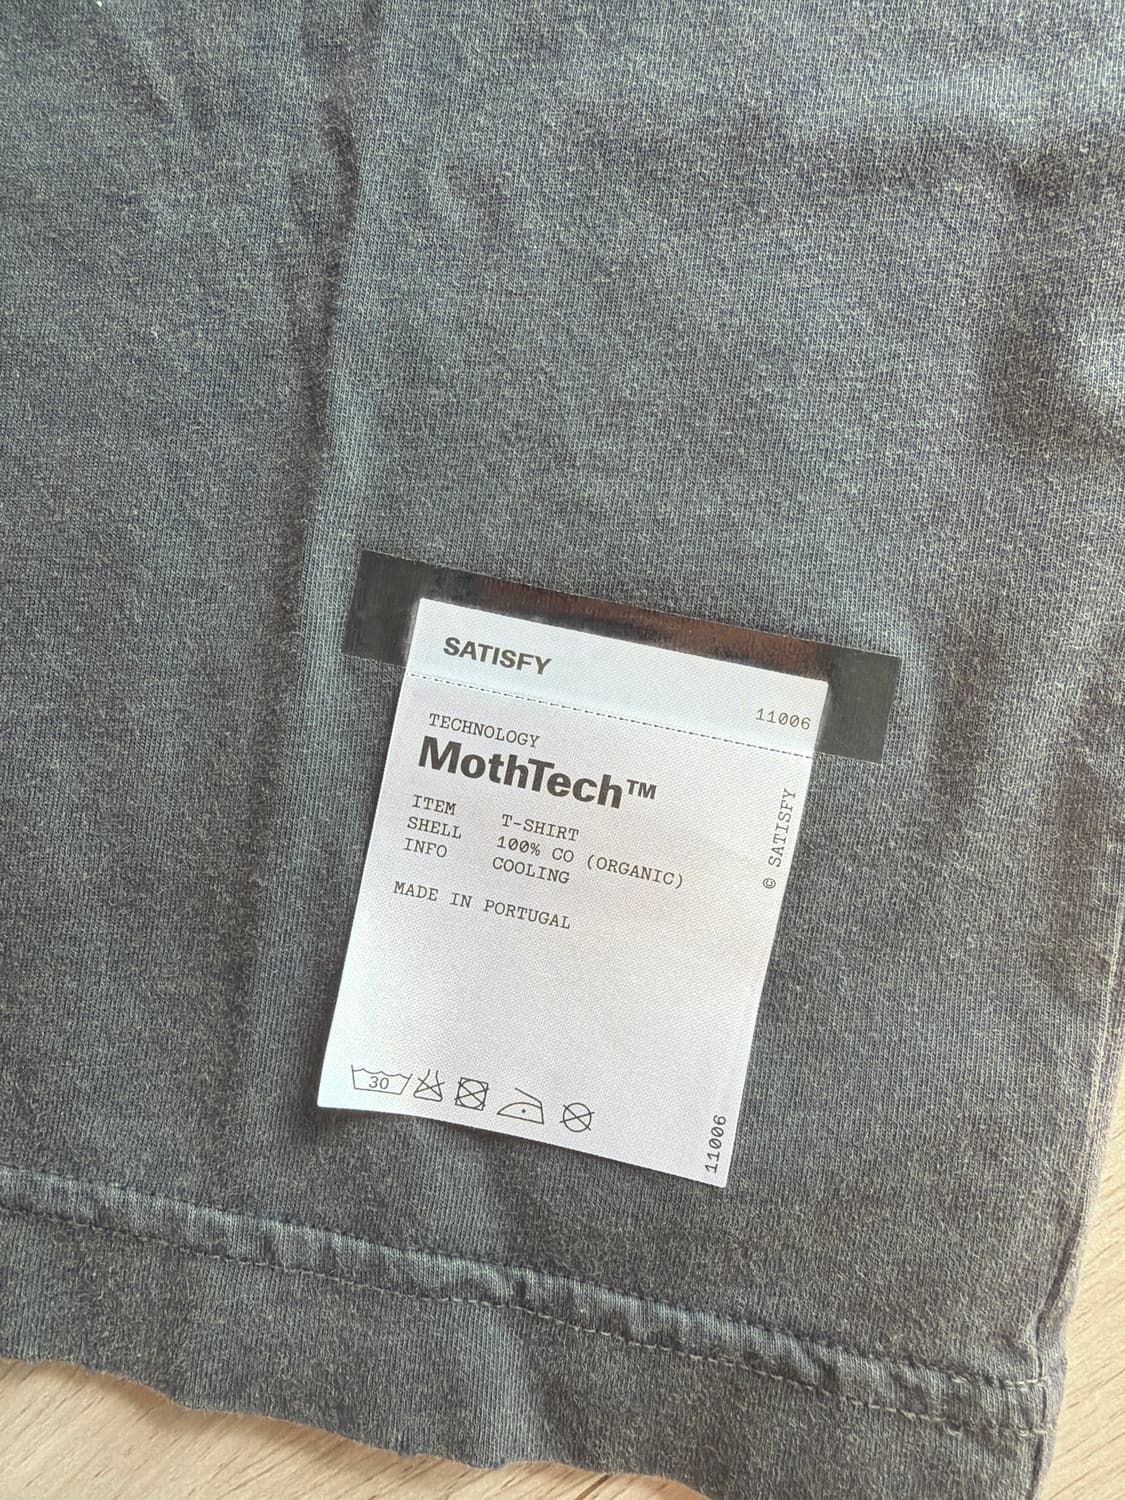 SATISFY
11006
TECHNOLOGY
MothTech™
ITEM T-SHIRT
SHELL 100% CO (ORGANIC)
INFO COOLING
MADE IN PORTUGAL
© SATISFY
30
11006